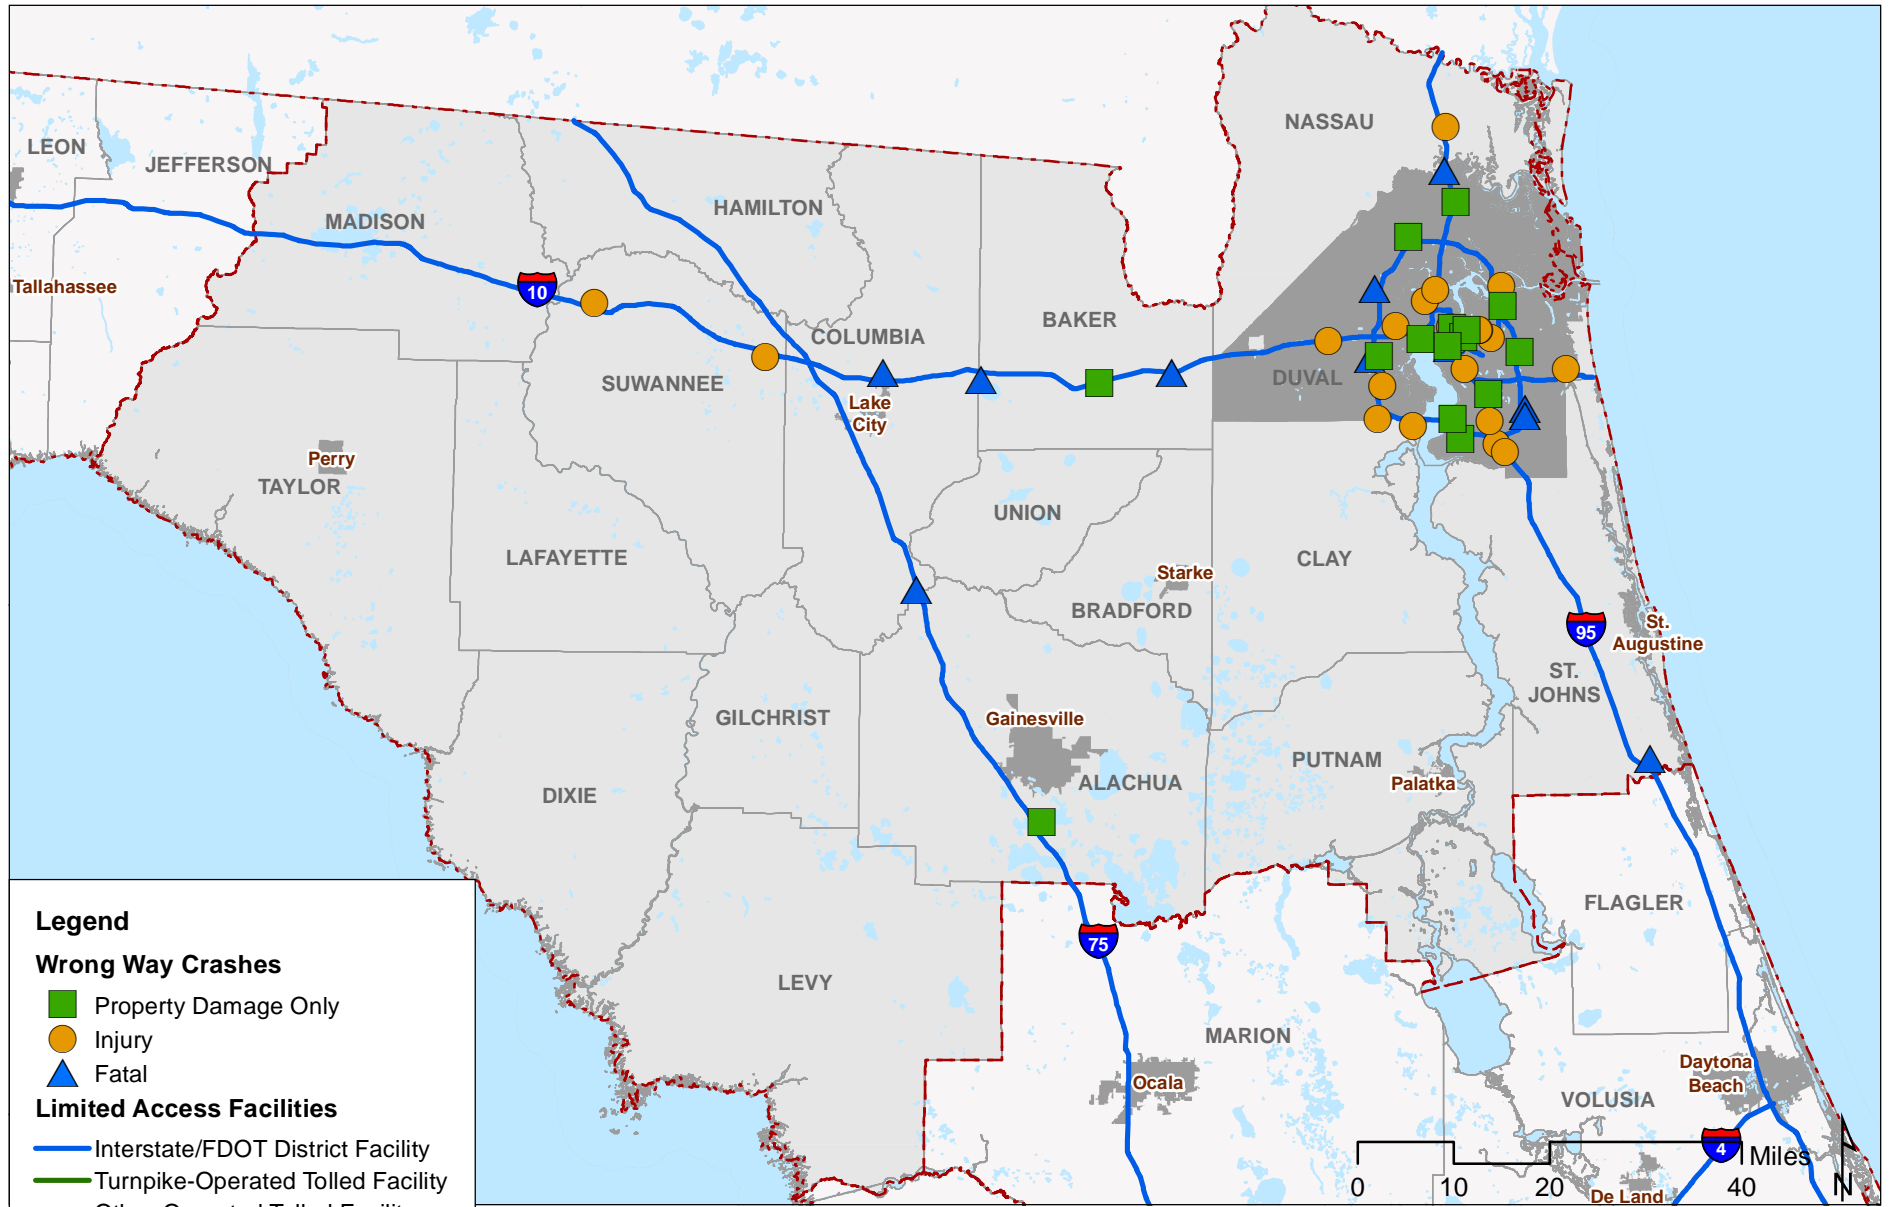 NASSAU
LEON
JEFFERSON
HAMILTON
MADISON
Tallahassee
10
BAKER
COLUMBIA
DUVAL
SUWANNEE
Lake
City
Perry
TAYLOR
UNION
LAFAYETTE
CLAY
Starke
BRADFORD
95
St.
Augustine
ST.
JOHNS
GILCHRIST
Gainesville
PUTNAM
ALACHUA
Palatka
DIXIE
FLAGLER
75
LEVY
MARION
Ocala
Daytona
Beach
VOLUSIA
4
Miles
0 10 20 40
N
De Land
Legend
Wrong Way Crashes
Property Damage Only
Injury
Fatal
Limited Access Facilities
Interstate/FDOT District Facility
Turnpike-Operated Tolled Facility